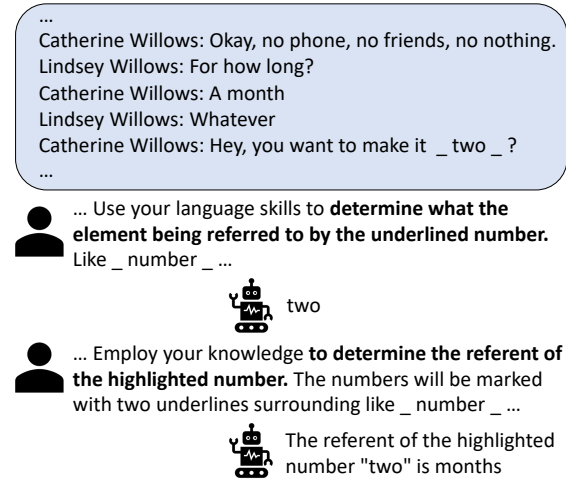 ...
Catherine Willows: Okay, no phone, no friends, no nothing.
Lindsey Willows: For how long?
Catherine Willows: A month
Lindsey Willows: Whatever
Catherine Willows: Hey, you want to make it _ two _ ?
...
... Use your language skills to determine what the
element being referred to by the underlined number.
Like _ number _ ...
two
... Employ your knowledge to determine the referent of
the highlighted number. The numbers will be marked
with two underlines surrounding like _ number _ ...
The referent of the highlighted
number "two" is months